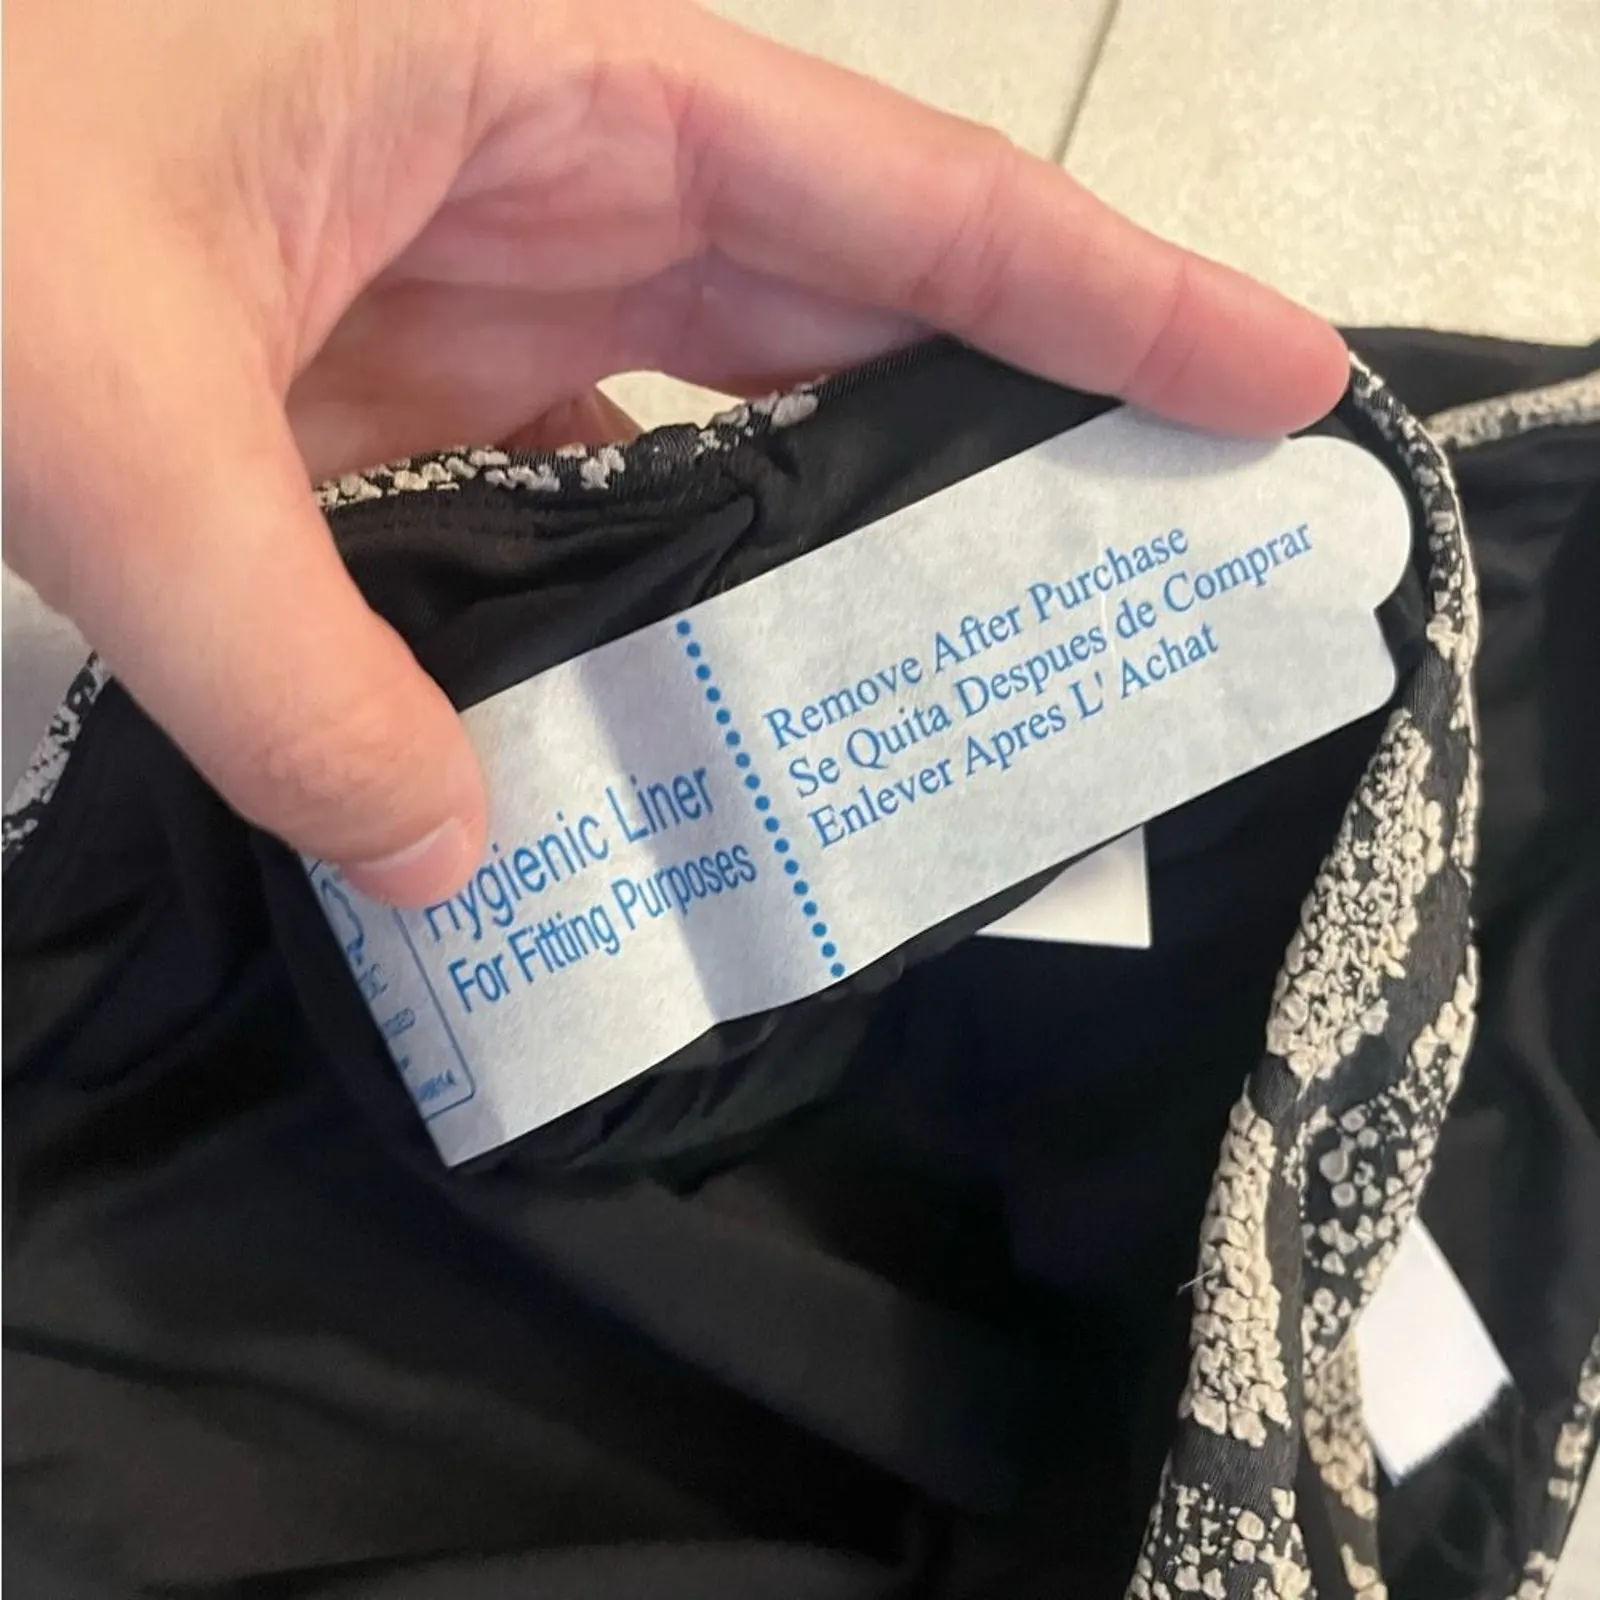 Remove After Purchase
Se Quita Despues de Comprar
Enlever Apres L' Achat
Hygienic Liner
For Fitting Purposes